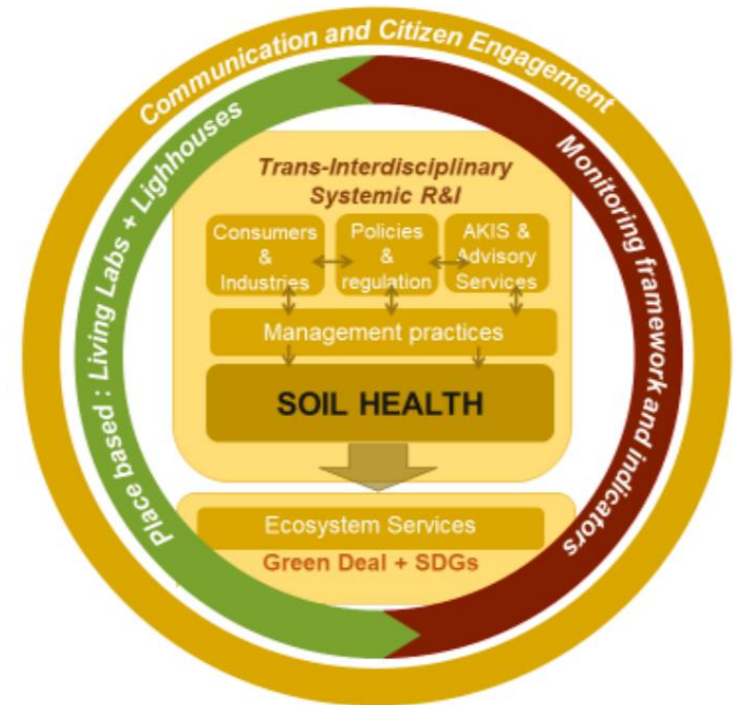 Communication and Citizen Engagement
Place based : Living Labs + Lighhouses
Monitoring framework and indicators
Trans-Interdisciplinary
Systemic R&I
Consumers
&
Industries
Policies
&
regulation
AKIS &
Advisory
Services
Management practices
SOIL HEALTH
Ecosystem Services
Green Deal + SDGs